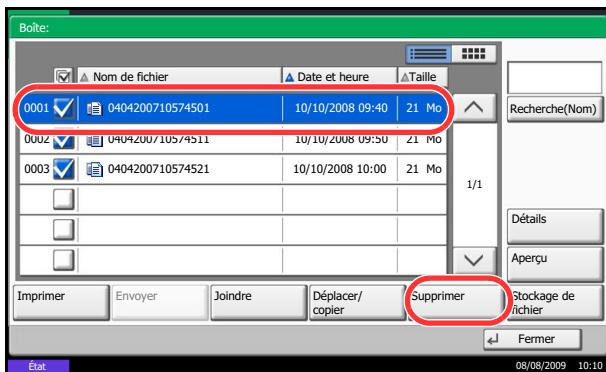 Boîte:
Nom de fichier Date et heure Taille
0001 0404200710574501 10/10/2008 09:40 21 Mo
Recherche(Nom)
0002 0404200710574511 10/10/2008 09:50 21 Mo
0003 0404200710574521 10/10/2008 10:00 21 Mo
1/1
Détails
Aperçu
Imprimer Envoyer Joindre Déplacer/ copier Supprimer Stockage de fichier
Fermer
État 08/08/2009 10:10